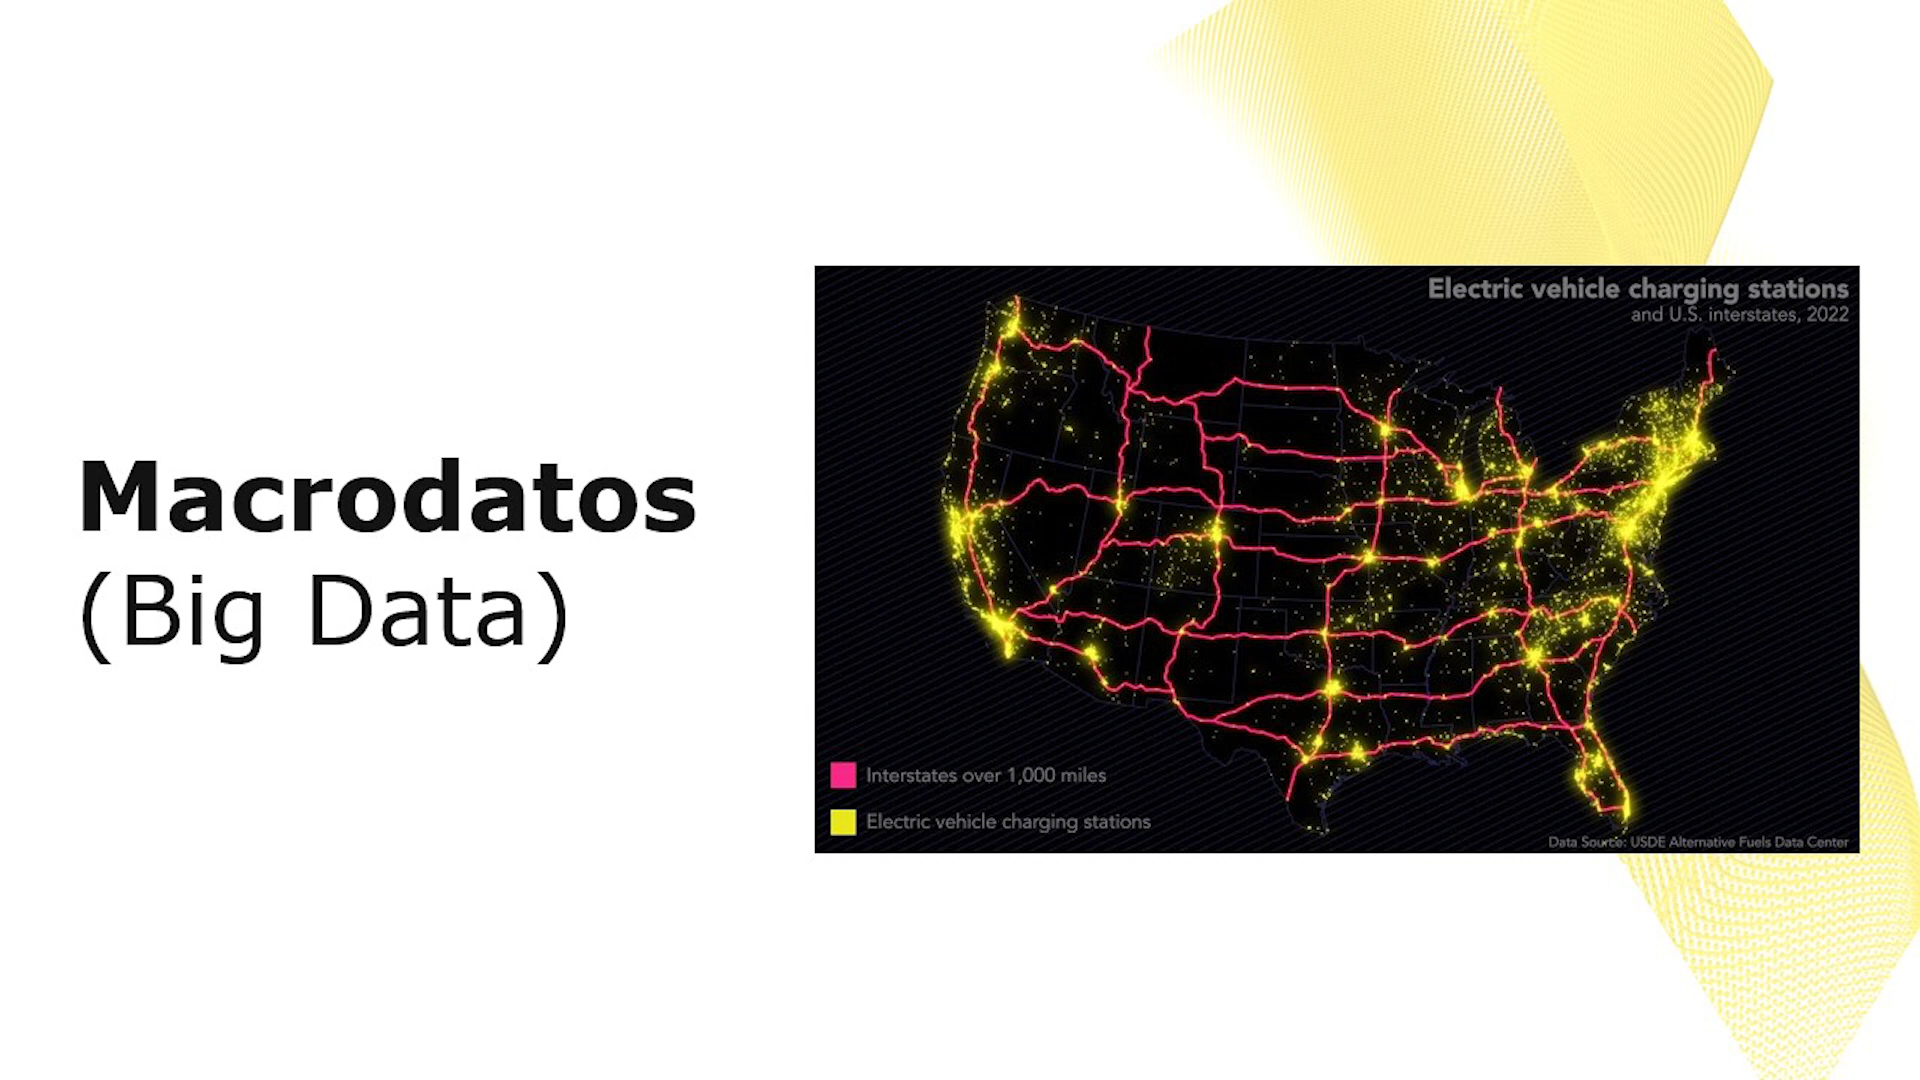 Macrodatos
(Big Data)
Electric vehicle charging stations
and U.S. interstates, 2022
Interstates over 1,000 miles
Electric vehicle charging stations
Data Source: USDE Alternative Fuels Data Center